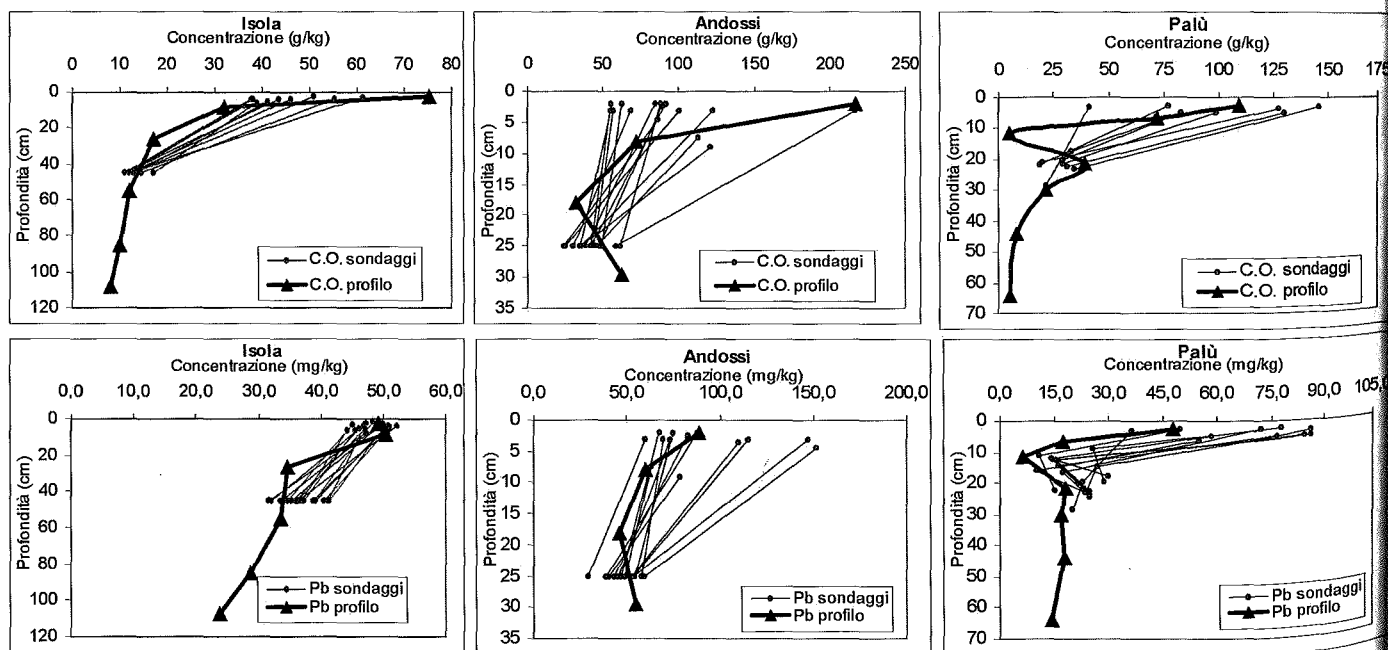 Isola
Concentrazione (g/kg)
0 10 20 30 40 50 60 70 80
0
20
40
60
80
100
120
Profondità (cm)
C.O. sondaggi
C.O. profilo
Andossi
Concentrazione (g/kg)
0 50 100 150 200 250
0
5
10
15
20
25
30
35
Profondità (cm)
C.O. sondaggi
C.O. profilo
Palù
Concentrazione (g/kg)
0 25 50 75 100 125 150 175
0
10
20
30
40
50
60
70
Profondità (cm)
C.O. sondaggi
C.O. profilo
Isola
Concentrazione (mg/kg)
0,0 10,0 20,0 30,0 40,0 50,0 60,0
0
20
40
60
80
100
120
Profondità (cm)
Pb sondaggi
Pb profilo
Andossi
Concentrazione (mg/kg)
0,0 50,0 100,0 150,0 200,0
0
5
10
15
20
25
30
35
Profondità (cm)
Pb sondaggi
Pb profilo
Palù
Concentrazione (mg/kg)
0,0 15,0 30,0 45,0 60,0 75,0 90,0 105,0
0
10
20
30
40
50
60
70
Profondità (cm)
Pb sondaggi
Pb profilo